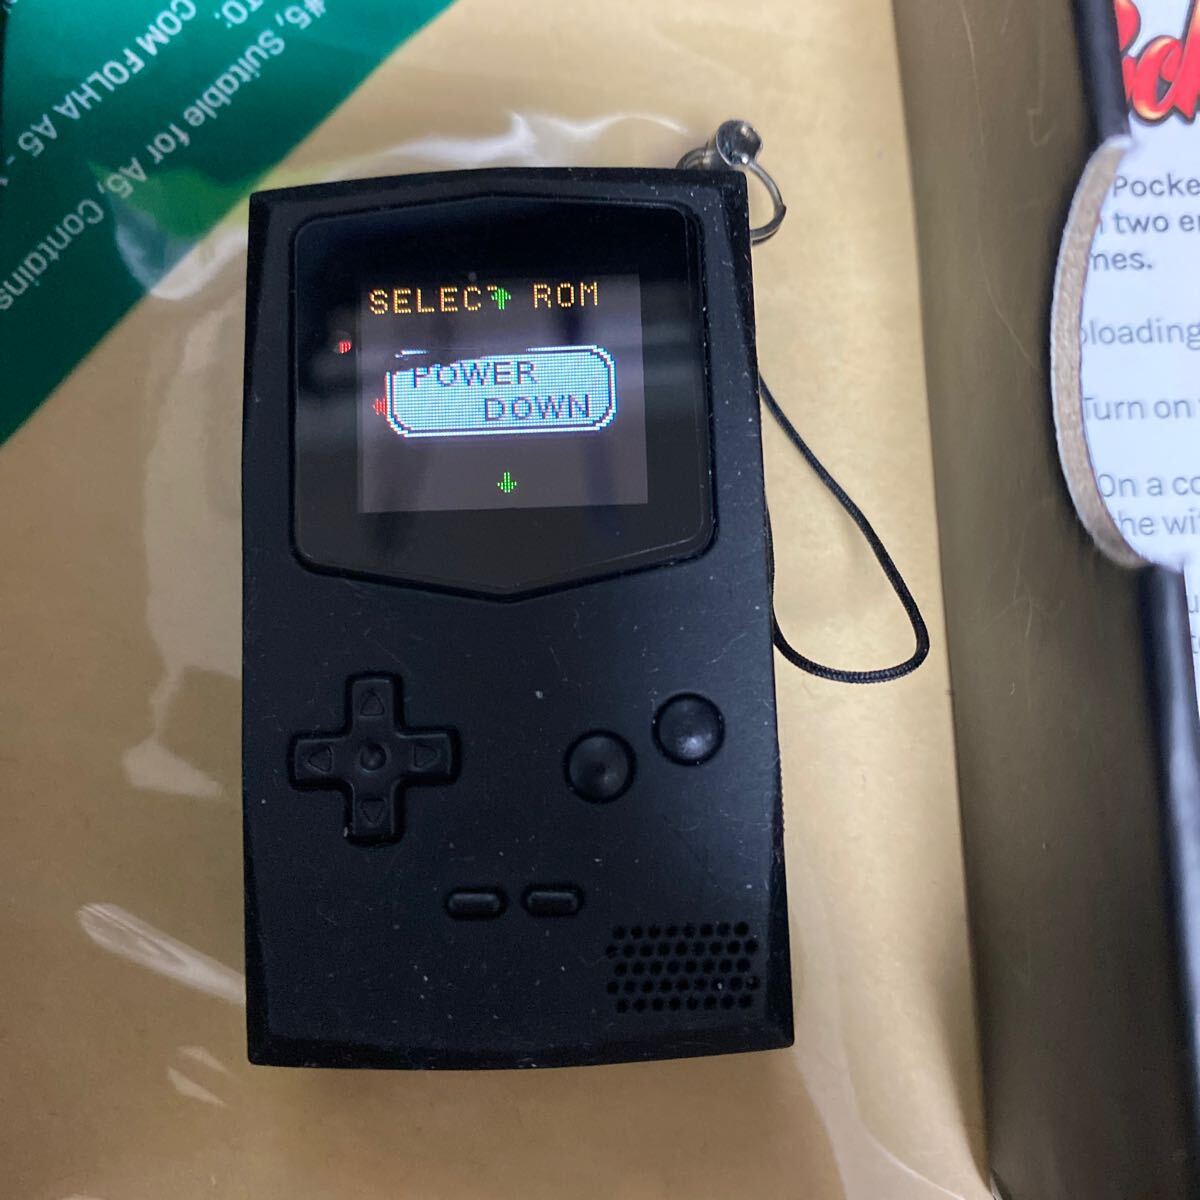 #5, Suitable for A5, Contains
TO:
COM FOLHA A5 -
SELECT ROM
POWER
DOWN
Pocke
two e
mes.
loading
Turn on
On a co
he wi